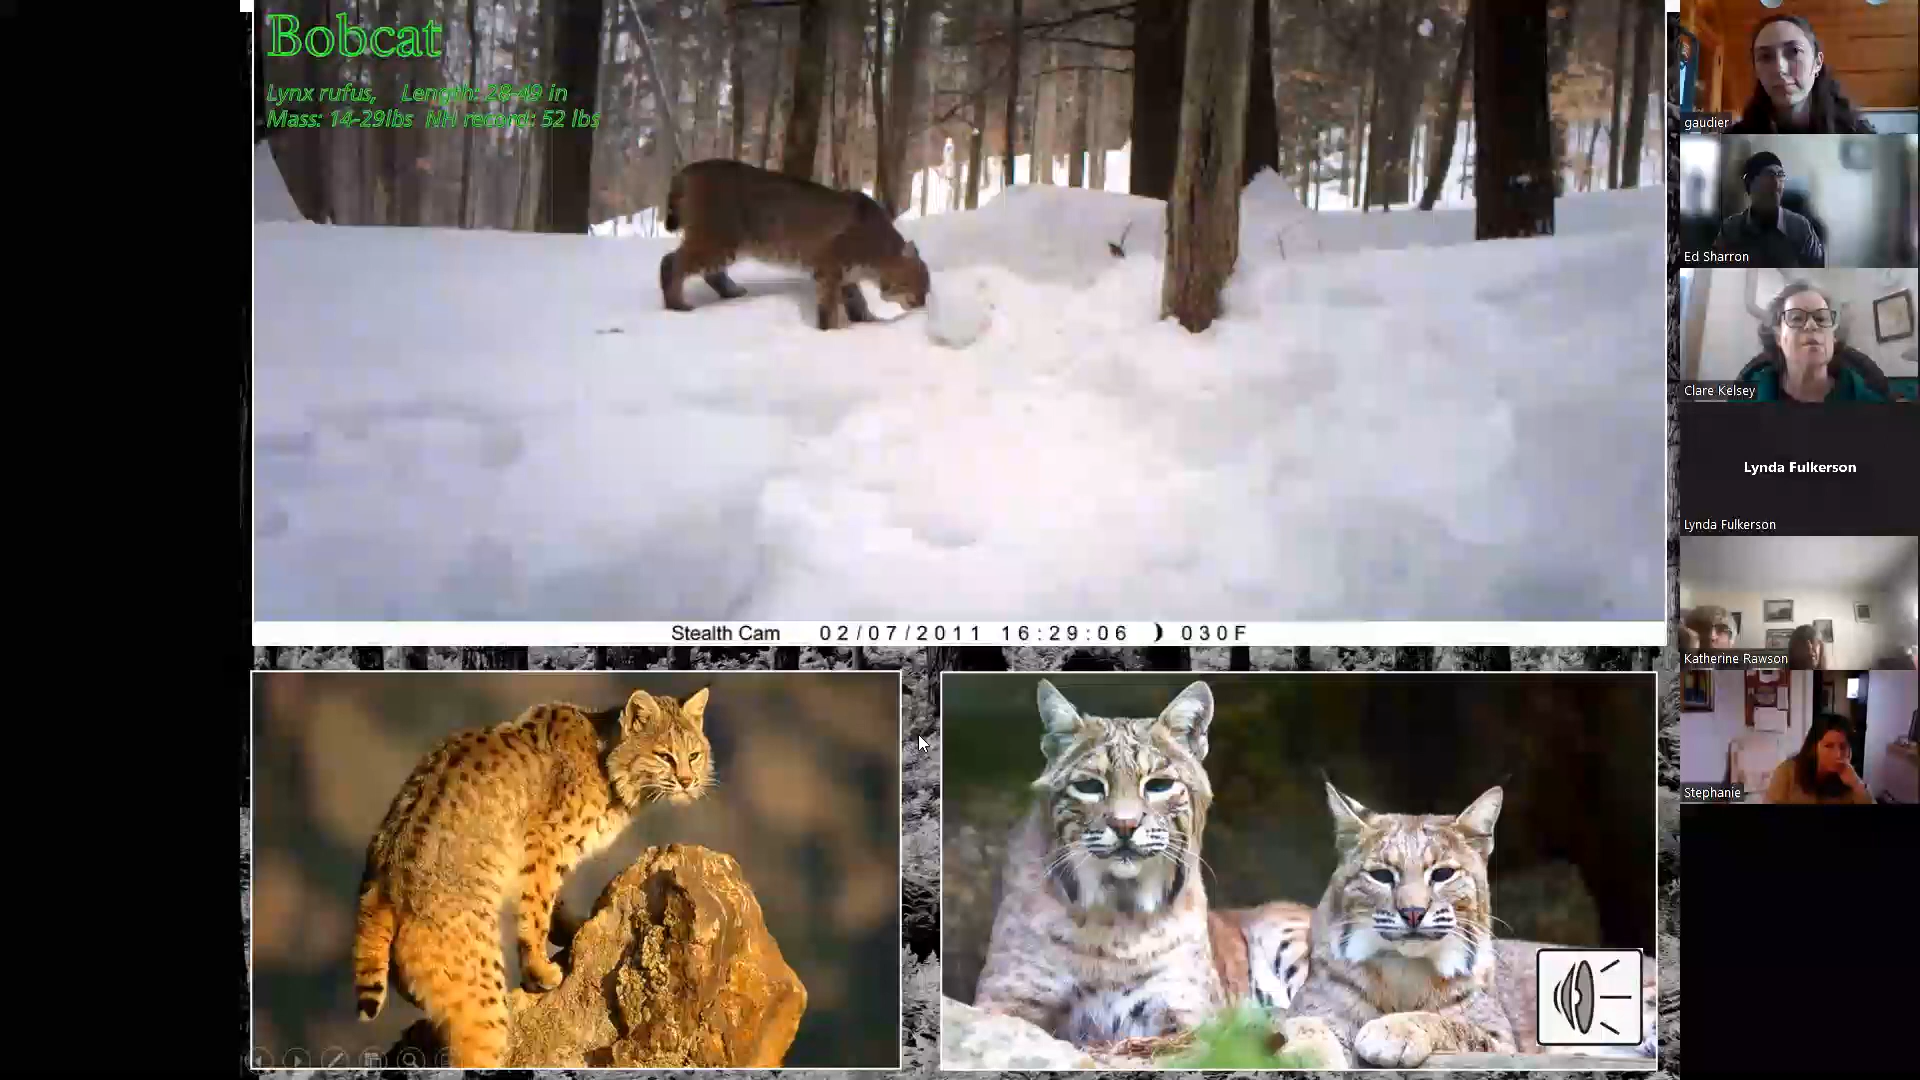 Bobcat
Lynx rufus, Length: 28-49 in
Mass: 14-29lbs NH record: 52 lbs
Stealth Cam 02/07/2011 16:29:06 030F
gaudier
Ed Sharron
Clare Kelsey
Lynda Fulkerson
Lynda Fulkerson
Katherine Rawson
Stephanie